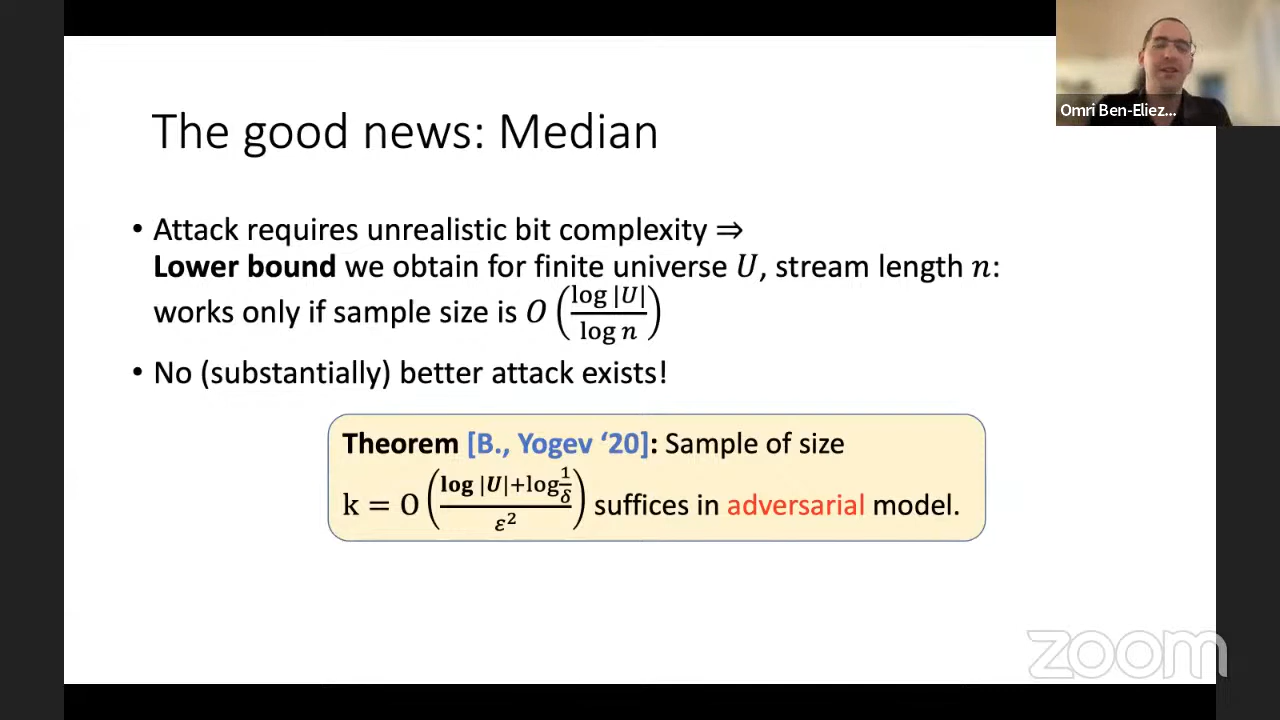 Omri Ben-Eliez...
The good news: Median
• Attack requires unrealistic bit complexity ⇒
Lower bound we obtain for finite universe U, stream length n:
works only if sample size is O(log |U| / log n)
• No (substantially) better attack exists!
Theorem [B., Yogev ‘20]: Sample of size
k = O((log |U|+log 1/δ) / ε²) suffices in adversarial model.
zoom